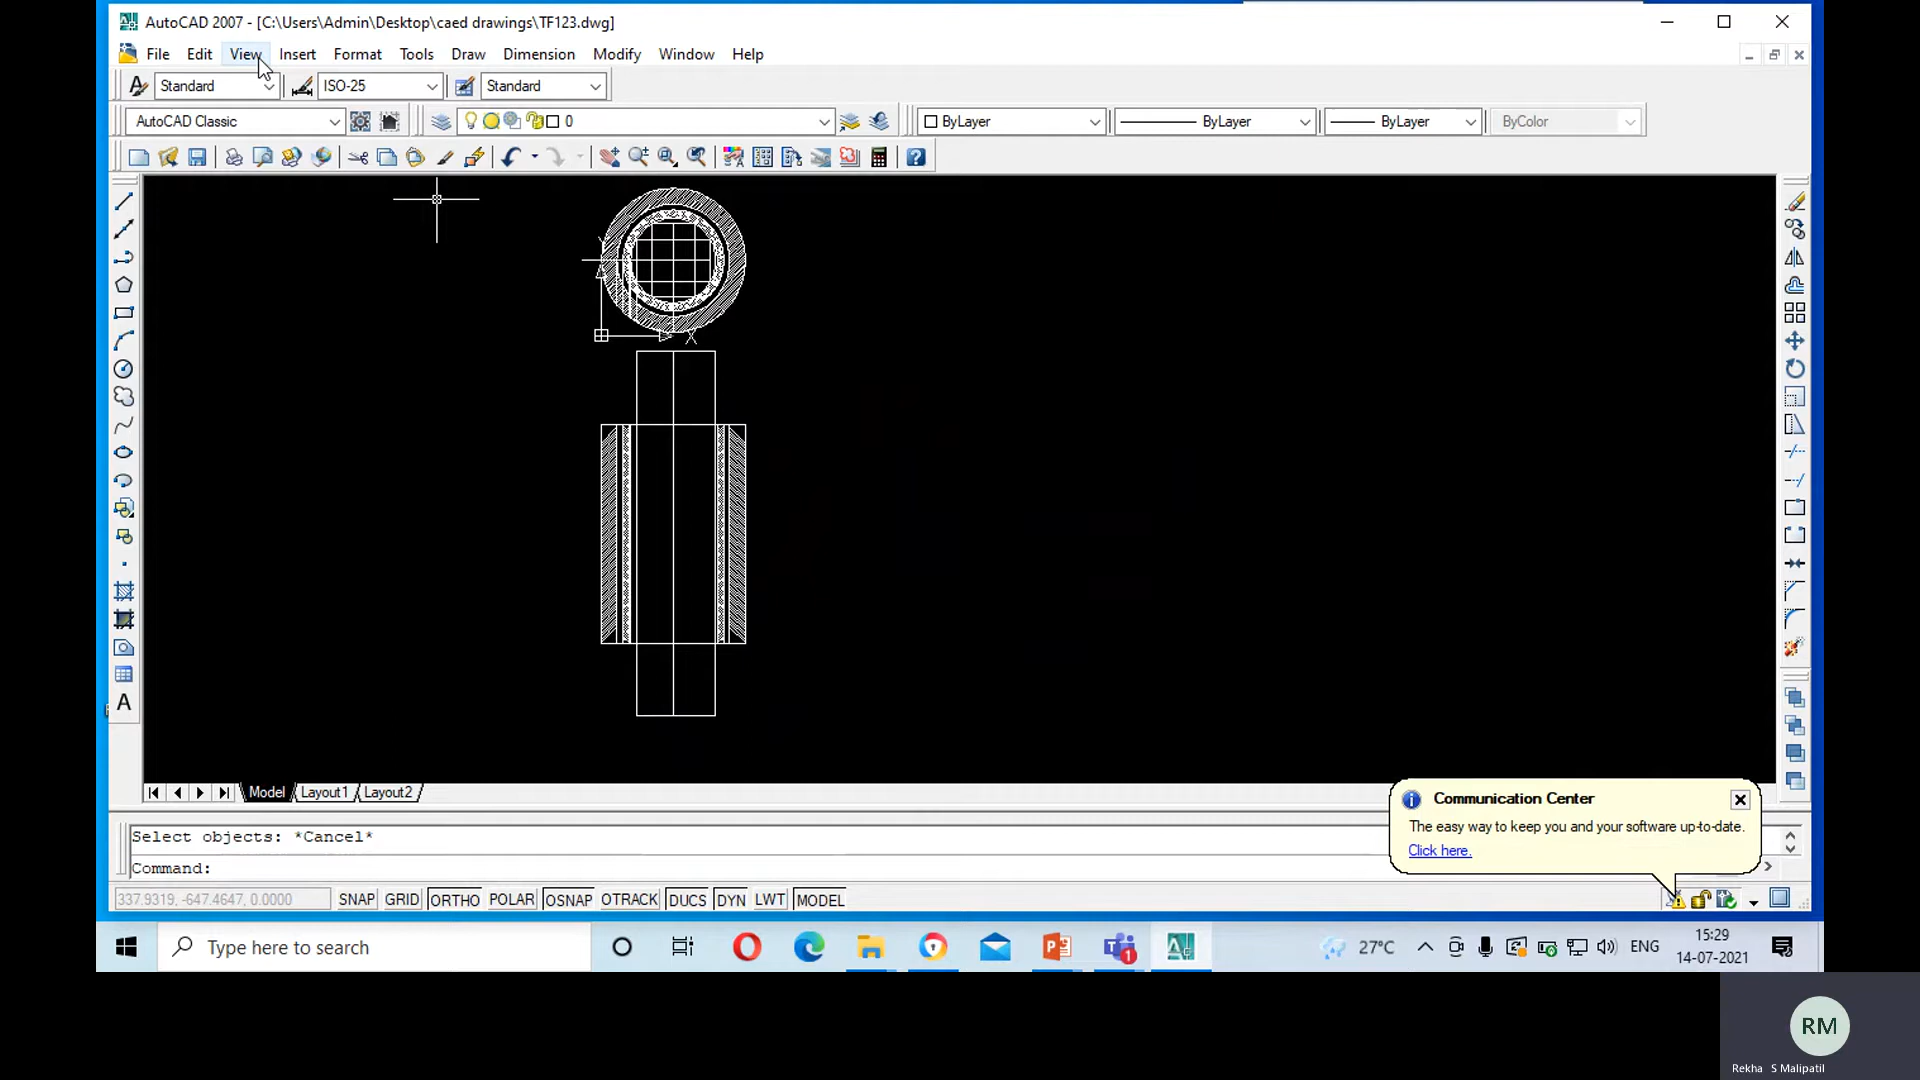 AutoCAD 2007 - [C:\Users\Admin\Desktop\caed drawings\TF123.dwg]
File Edit View Insert Format Tools Draw Dimension Modify Window Help
Standard ISO-25 Standard
AutoCAD Classic 0 ByLayer ByLayer ByLayer ByColor
Y
X
A
Model Layout1 Layout2
Communication Center
The easy way to keep you and your software up-to-date.
Click here.
Select objects: *Cancel*
Command:
337.9319, -647.4647, 0.0000 SNAP GRID ORTHO POLAR OSNAP OTRACK DUCS DYN LWT MODEL
Type here to search 1 27°C ENG 15:29
14-07-2021
RM
Rekha S Malipatil